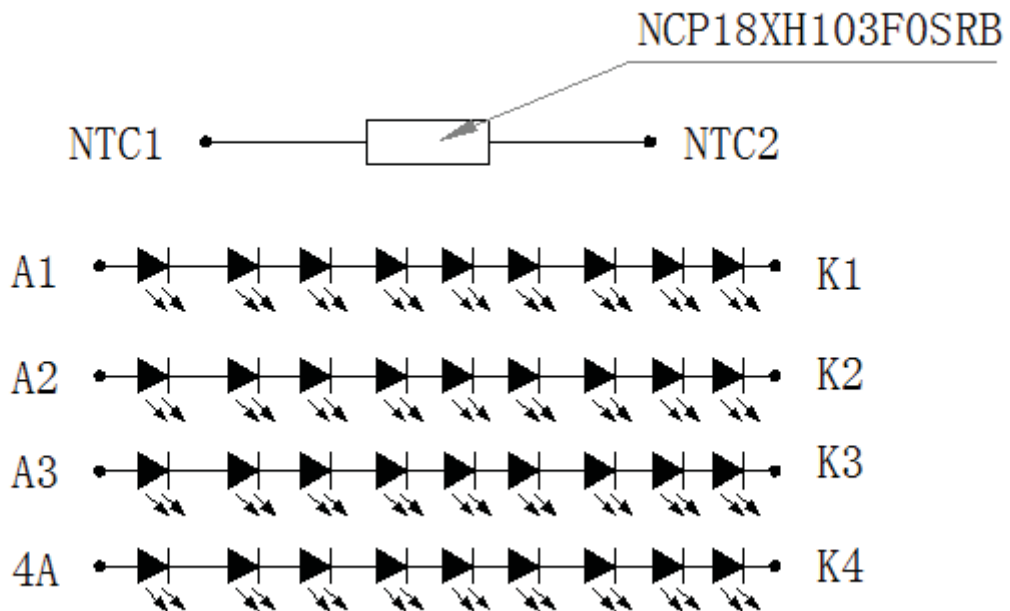 NCP18XH103F0SRB
NTC1 NTC2
A1 K1
A2 K2
A3 K3
4A K4